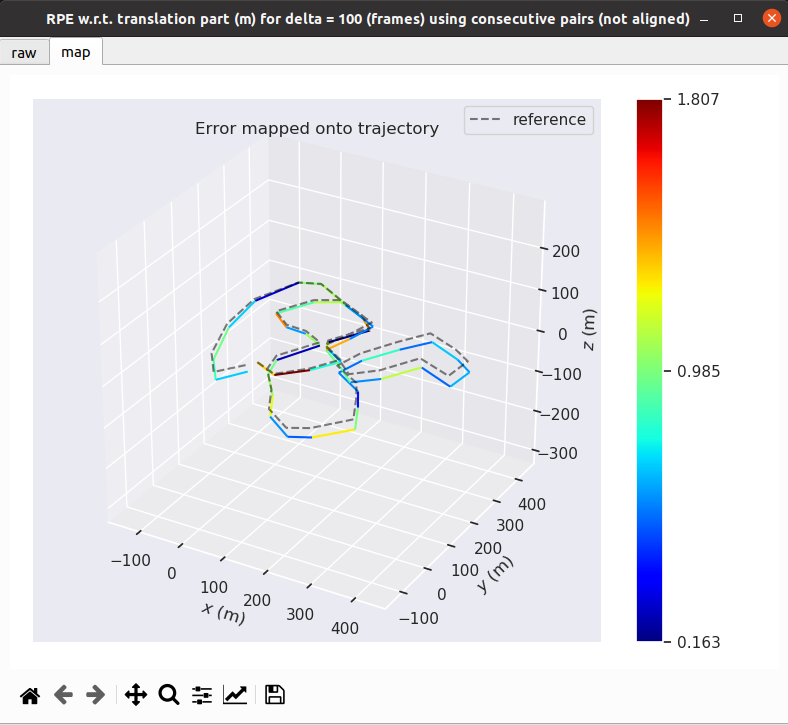 RPE w.r.t. translation part (m) for delta = 100 (frames) using consecutive pairs (not aligned)
raw
map
Error mapped onto trajectory
reference
1.807
0.985
0.163
200
100
0
−100
−200
−300
z (m)
400
300
200
100
0
−100
y (m)
−100
0
100
200
300
400
x (m)